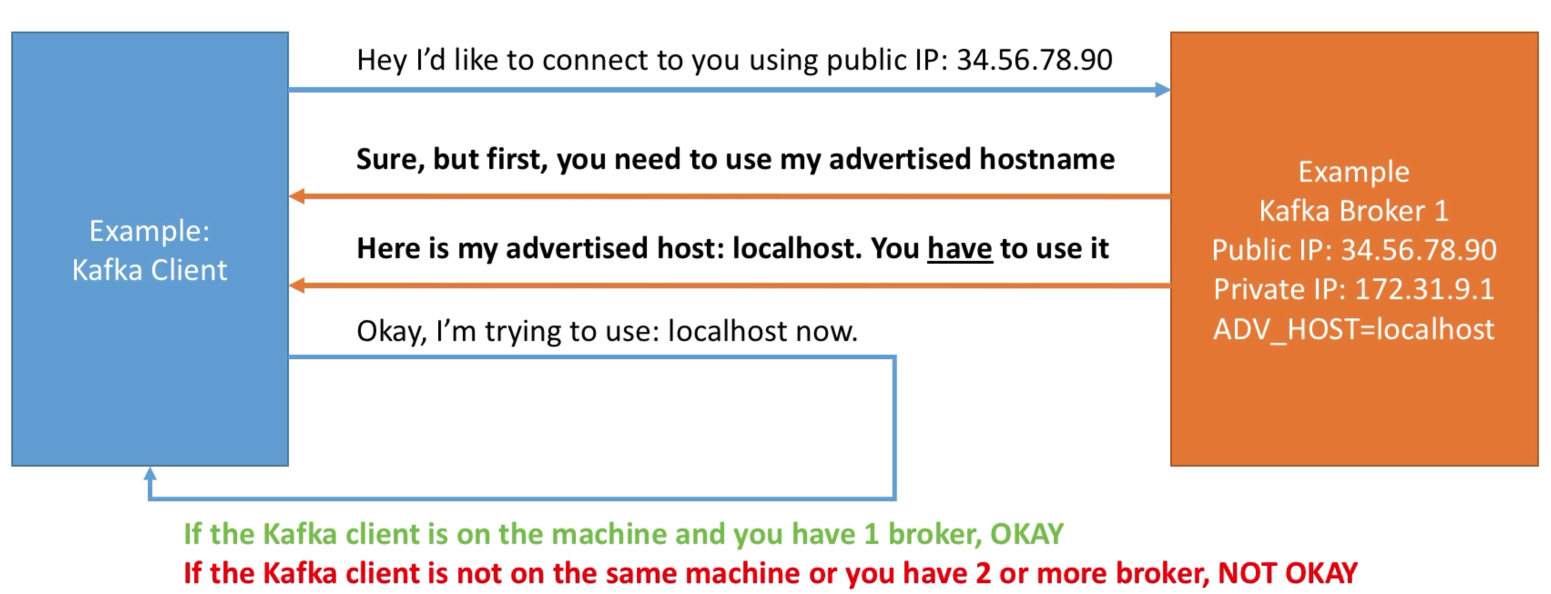 Hey I’d like to connect to you using public IP: 34.56.78.90
Sure, but first, you need to use my advertised hostname
Here is my advertised host: localhost. You have to use it
Okay, I’m trying to use: localhost now.
Example:
Kafka Client
Example
Kafka Broker 1
Public IP: 34.56.78.90
Private IP: 172.31.9.1
ADV_HOST=localhost
If the Kafka client is on the machine and you have 1 broker, OKAY
If the Kafka client is not on the same machine or you have 2 or more broker, NOT OKAY